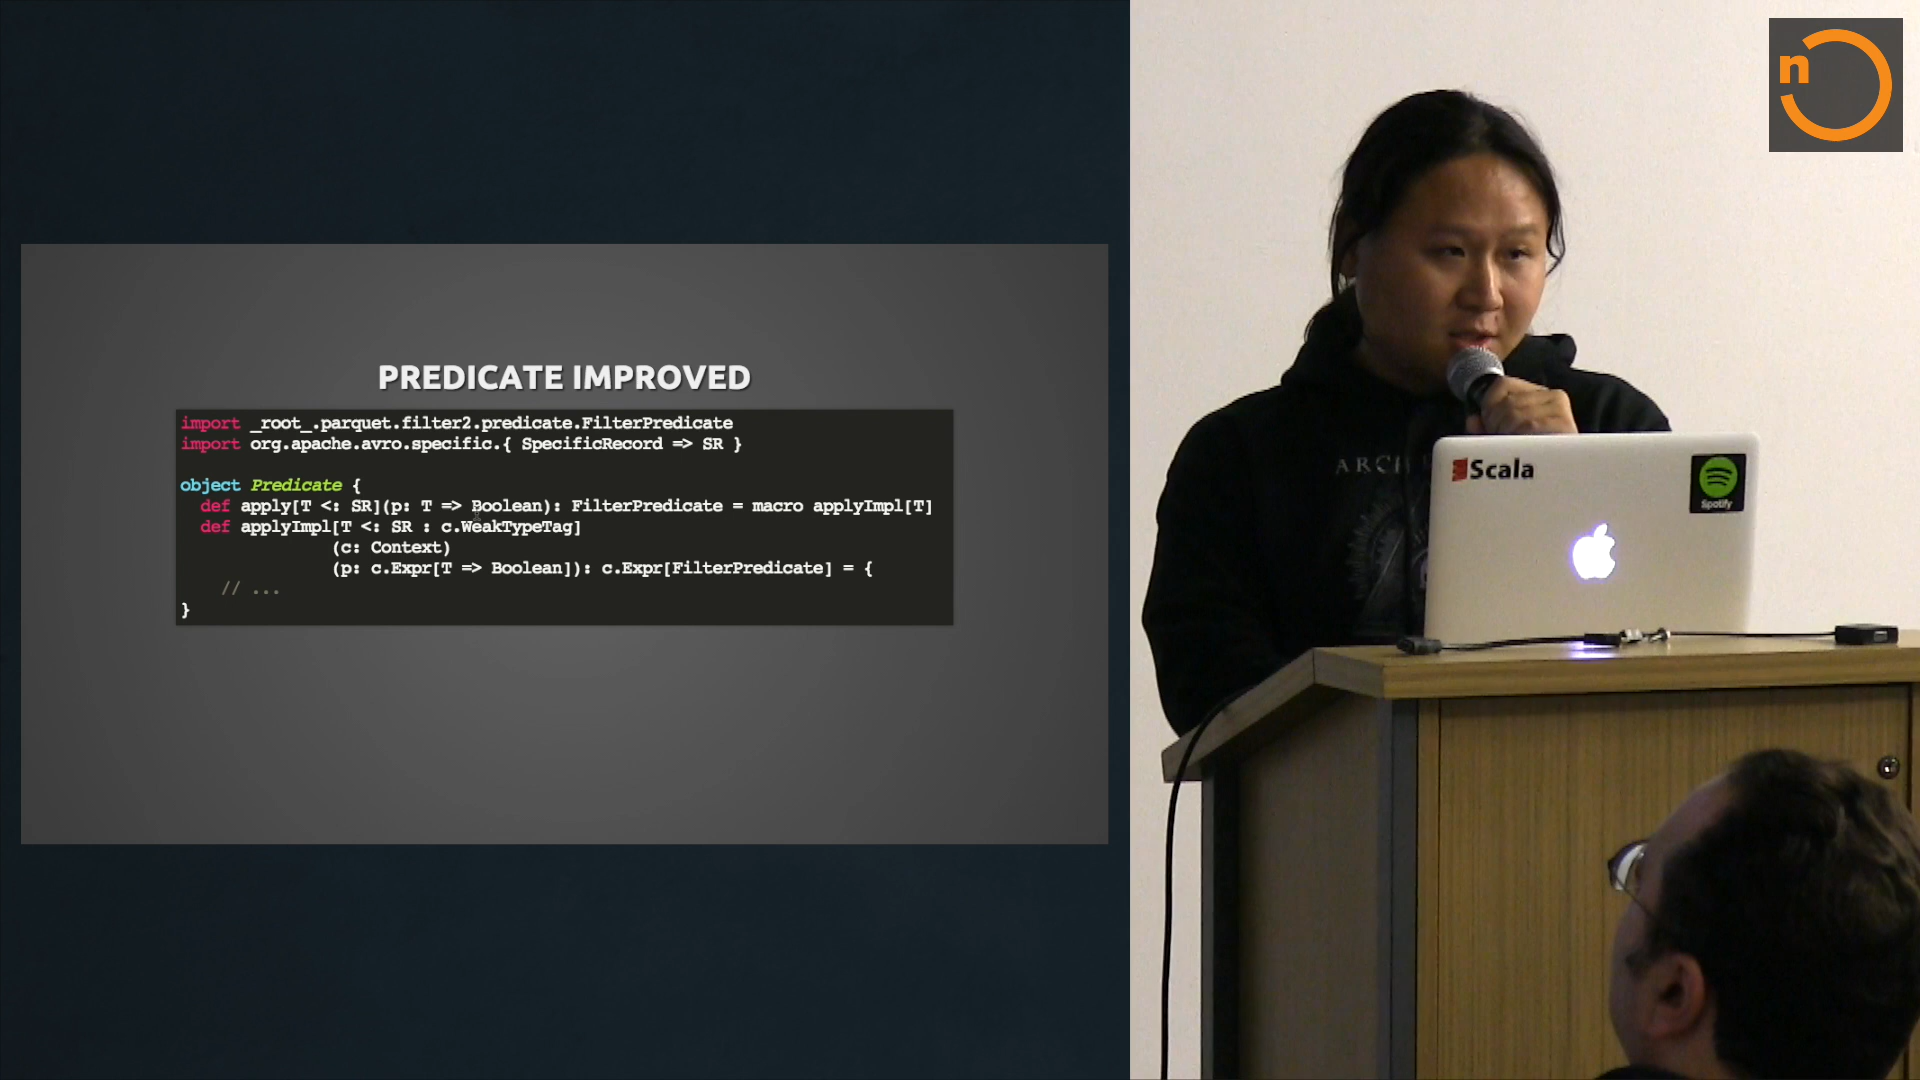 PREDICATE IMPROVED
import _root_.parquet.filter2.predicate.FilterPredicate
import org.apache.avro.specific.{ SpecificRecord => SR }
object Predicate {
def apply[T <: SR](p: T => Boolean): FilterPredicate = macro applyImpl[T]
def applyImpl[T <: SR : c.WeakTypeTag]
(c: Context)
(p: c.Expr[T => Boolean]): c.Expr[FilterPredicate] = {
// ...
}
n
ARCH
Scala
Spotify